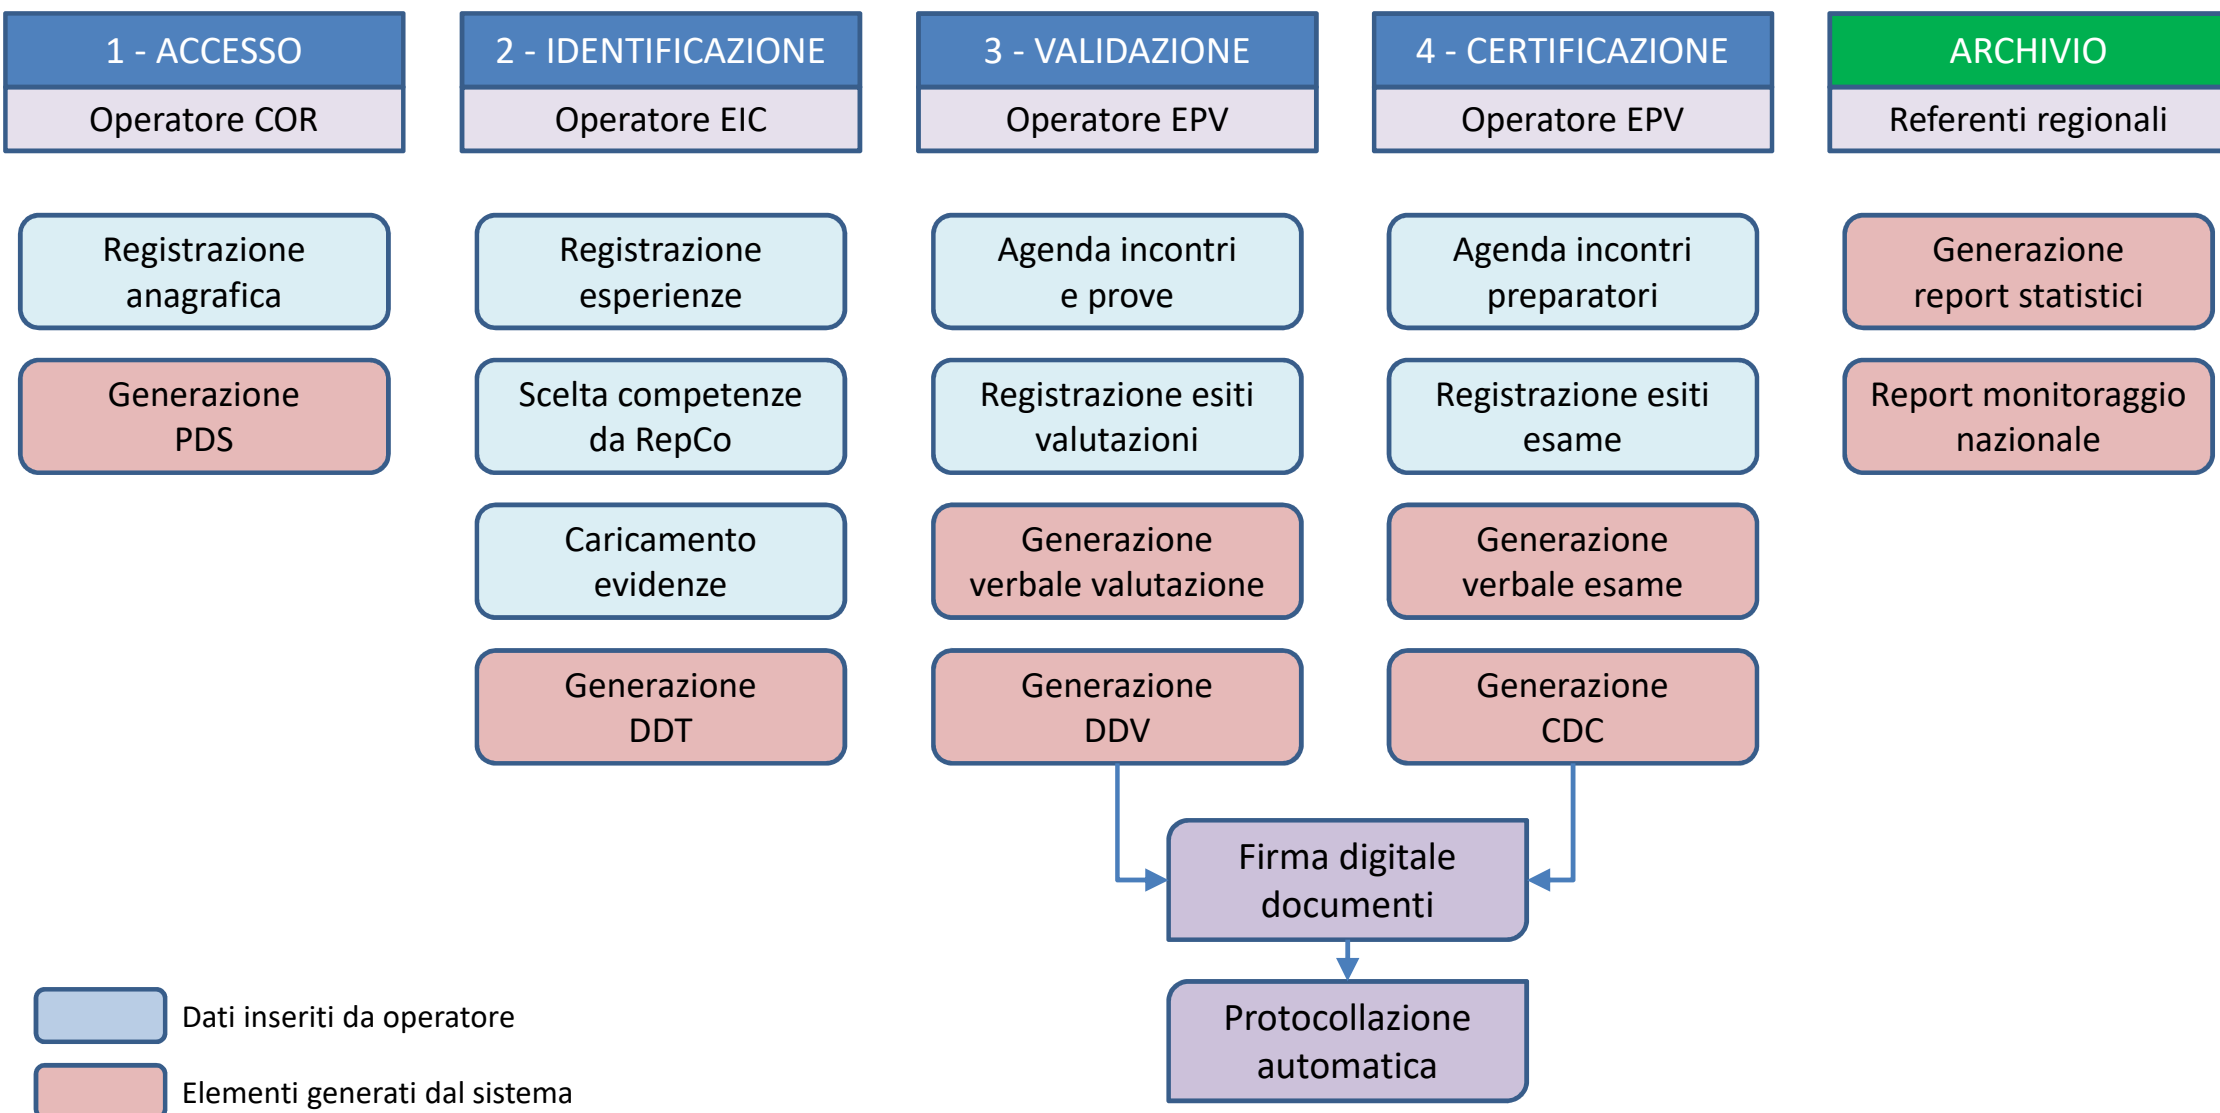 1 - ACCESSO
Operatore COR
Registrazione
anagrafica
Generazione
PDS
2 - IDENTIFICAZIONE
Operatore EIC
Registrazione
esperienze
Scelta competenze
da RepCo
Caricamento
evidenze
Generazione
DDT
3 - VALIDAZIONE
Operatore EPV
Agenda incontri
e prove
Registrazione esiti
valutazioni
Generazione
verbale valutazione
Generazione
DDV
4 - CERTIFICAZIONE
Operatore EPV
Agenda incontri
preparatori
Registrazione esiti
esame
Generazione
verbale esame
Generazione
CDC
ARCHIVIO
Referenti regionali
Generazione
report statistici
Report monitoraggio
nazionale
Firma digitale
documenti
Protocollazione
automatica
Dati inseriti da operatore
Elementi generati dal sistema